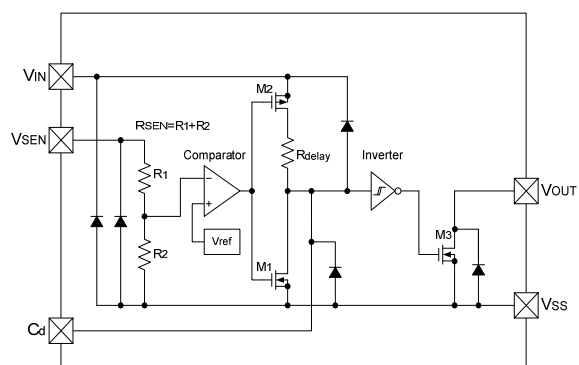 VIN
VSEN
RSEN=R1+R2
M2
Rdelay
Comparator
Inverter
R1
−
+
Vref
R2
M1
M3
VOUT
VSS
Cd